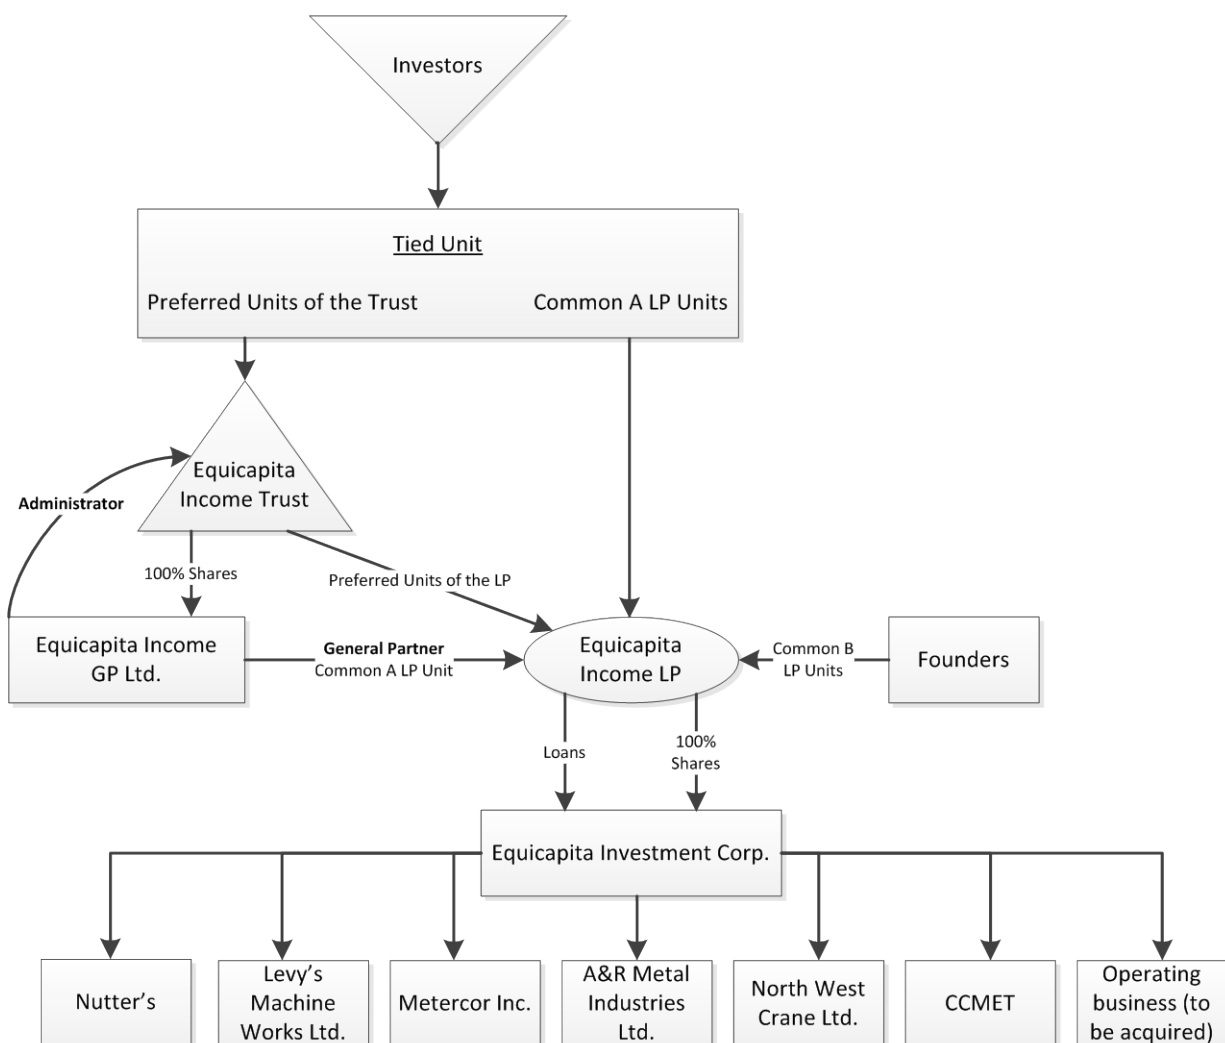 Investors
Tied Unit
Preferred Units of the Trust
Common A LP Units
Equicapita
Income Trust
Administrator
100% Shares
Preferred Units of the LP
Equicapita Income
GP Ltd.
General Partner
Common A LP Unit
Equicapita
Income LP
Common B
LP Units
Founders
Loans
100%
Shares
Equicapita Investment Corp.
Nutter's
Levy's
Machine
Works Ltd.
Metercor Inc.
A&R Metal
Industries
Ltd.
North West
Crane Ltd.
CCMET
Operating
business (to
be acquired)